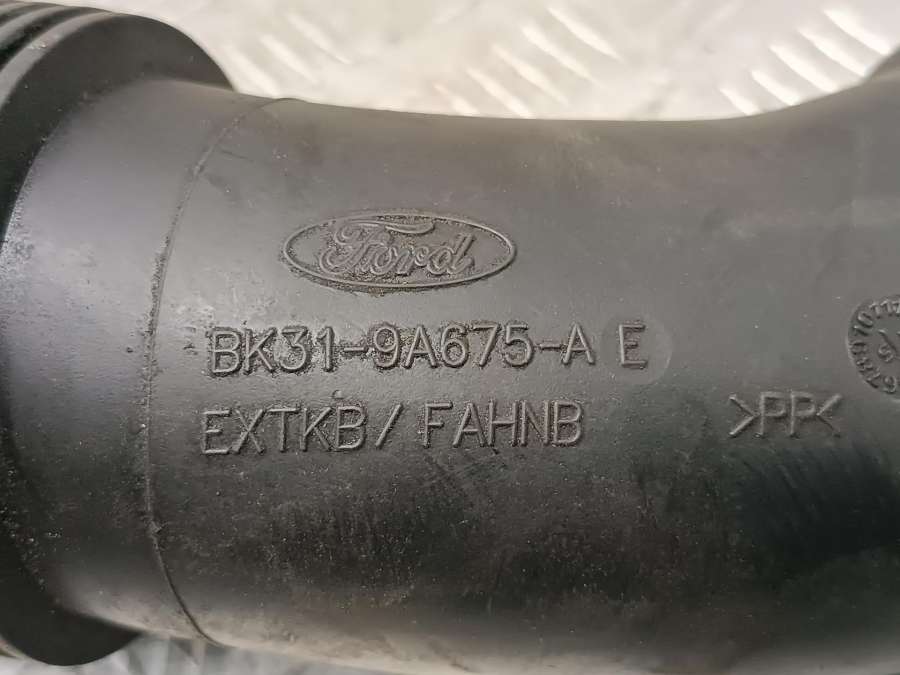 Ford
BK31-9A675-A E
EXTKB/ FAHNB
>PP<